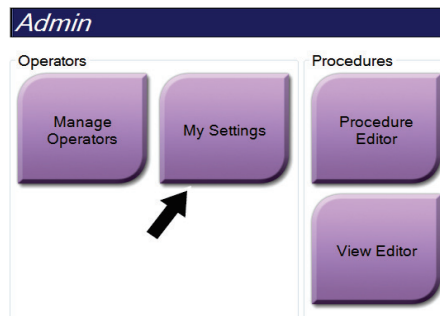 Admin
Operators
Manage
Operators
My Settings
Procedures
Procedure
Editor
View Editor